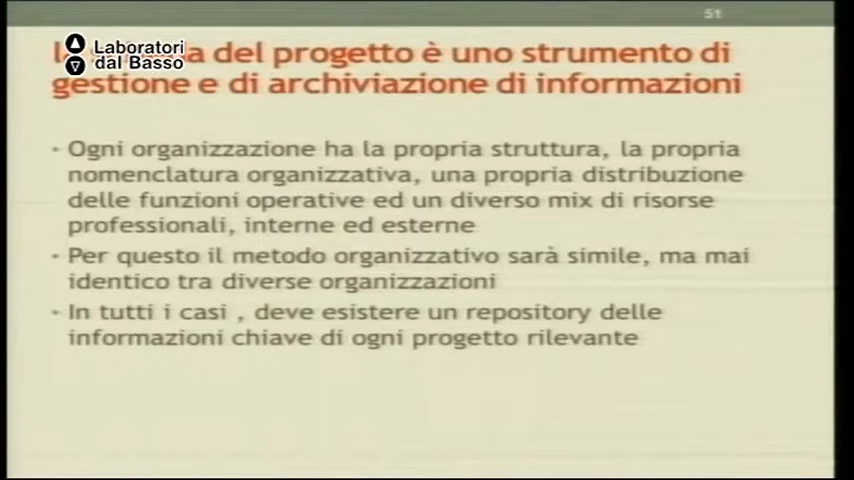 51
Laboratori
dal Basso
del progetto è uno strumento di
gestione e di archiviazione di informazioni
• Ogni organizzazione ha la propria struttura, la propria
nomenclatura organizzativa, una propria distribuzione
delle funzioni operative ed un diverso mix di risorse
professionali, interne ed esterne
• Per questo il metodo organizzativo sarà simile, ma mai
identico tra diverse organizzazioni
• In tutti i casi , deve esistere un repository delle
informazioni chiave di ogni progetto rilevante